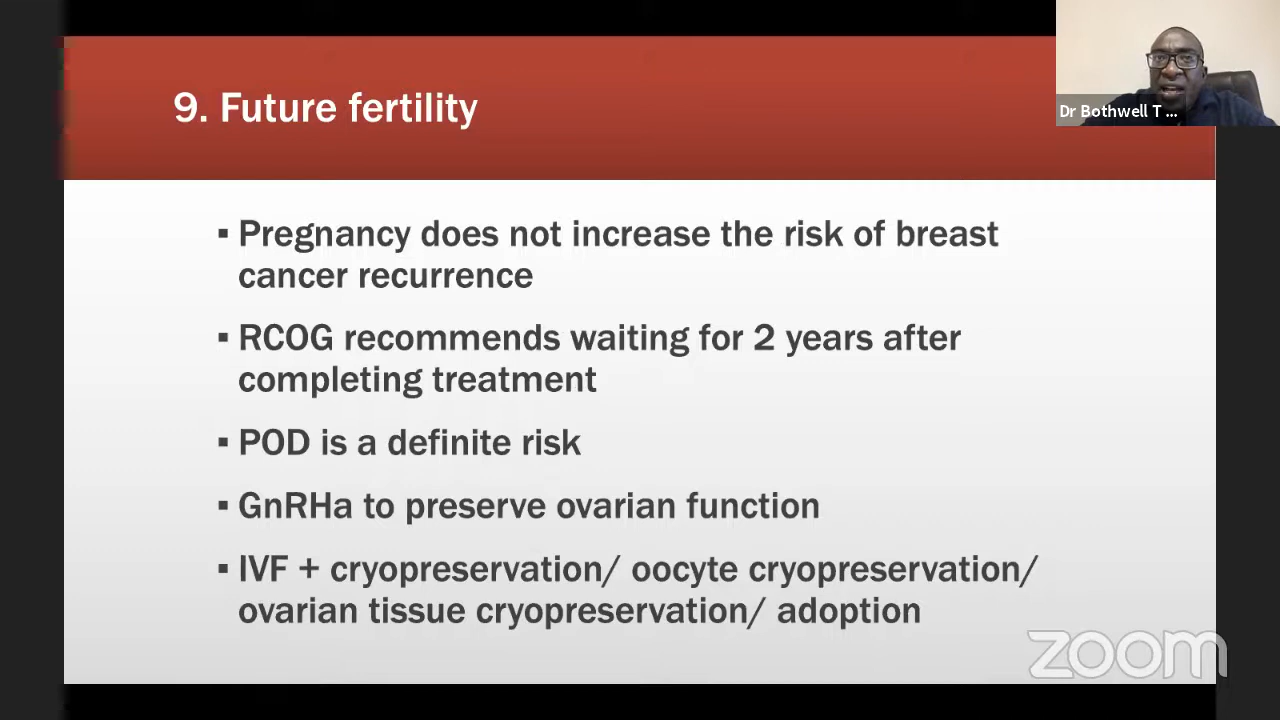 9. Future fertility
Dr Bothwell T ...
▪ Pregnancy does not increase the risk of breast
cancer recurrence
▪ RCOG recommends waiting for 2 years after
completing treatment
▪ POD is a definite risk
▪ GnRHa to preserve ovarian function
▪ IVF + cryopreservation/ oocyte cryopreservation/
ovarian tissue cryopreservation/ adoption
zoom